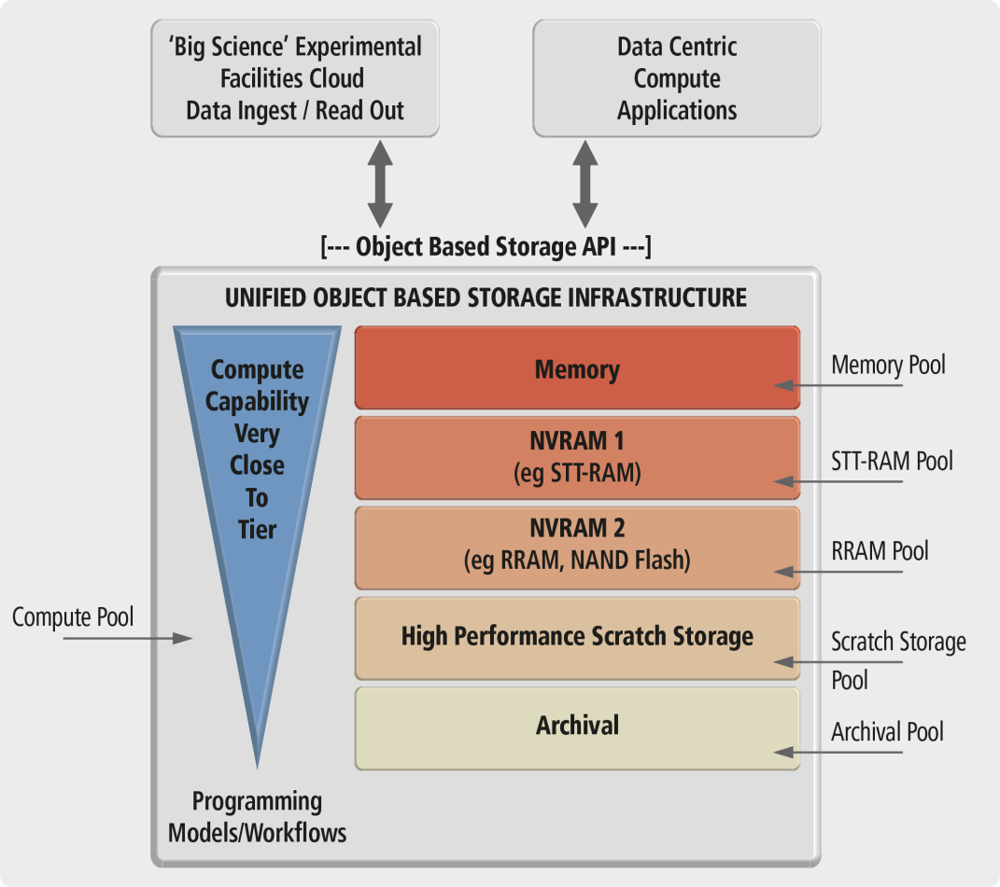 ‘Big Science’ Experimental
Facilities Cloud
Data Ingest / Read Out
Data Centric
Compute
Applications
[--- Object Based Storage API ---]
UNIFIED OBJECT BASED STORAGE INFRASTRUCTURE
Compute
Capability
Very
Close
To
Tier
Memory
Memory Pool
NVRAM 1
(eg STT-RAM)
STT-RAM Pool
NVRAM 2
(eg RRAM, NAND Flash)
RRAM Pool
Compute Pool
High Performance Scratch Storage
Scratch Storage
Pool
Archival
Archival Pool
Programming
Models/Workflows